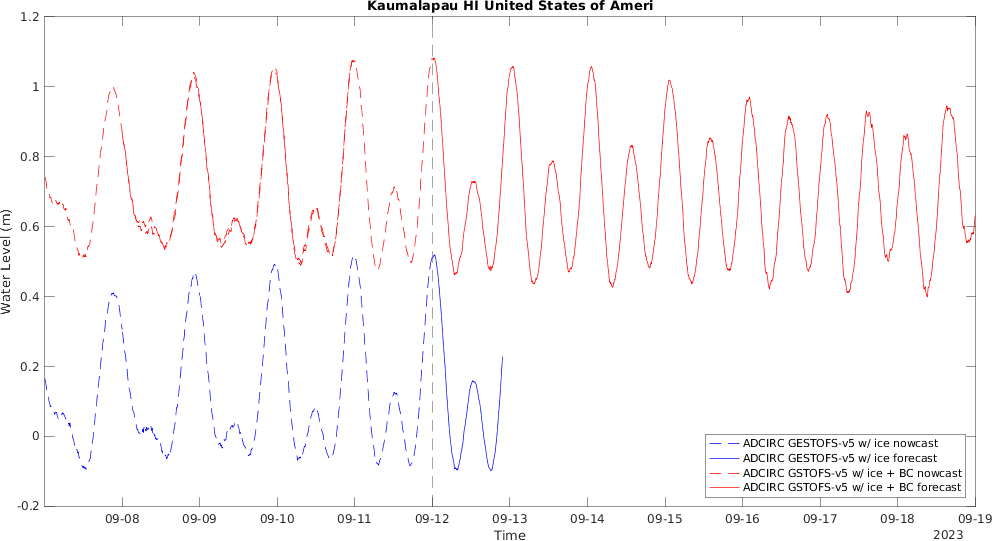 Kaumalapau HI United States of Ameri
1.2
1
0.8
0.6
0.4
0.2
0
-0.2
Water Level (m)
ADCIRC GESTOFS-v5 w/ ice nowcast
ADCIRC GESTOFS-v5 w/ ice forecast
ADCIRC GSTOFS-v5 w/ ice + BC nowcast
ADCIRC GSTOFS-v5 w/ ice + BC forecast
09-08 09-09 09-10 09-11 09-12 09-13 09-14 09-15 09-16 09-17 09-18 09-19
Time
2023